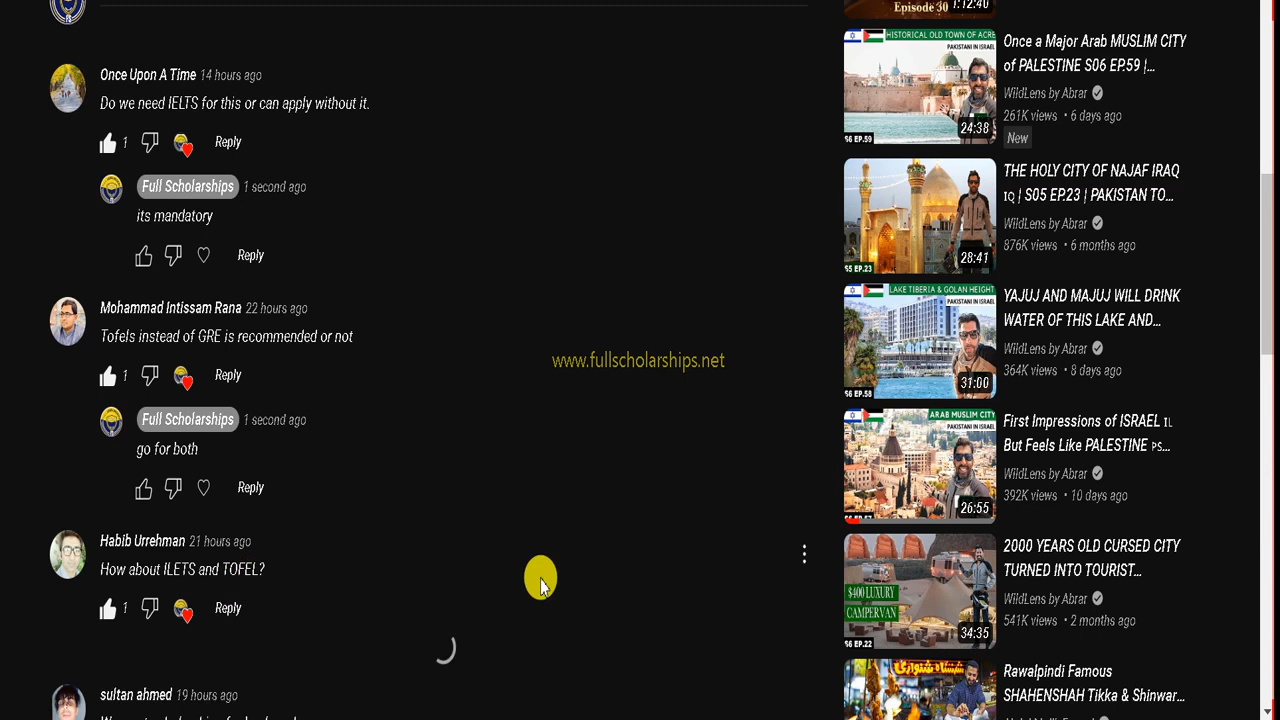 Once Upon A Time 14 hours ago
Do we need IELTS for this or can apply without it.
1 Reply
Full Scholarships 1 second ago
its mandatory
Reply
22 hours ago
Tofels instead of GRE is recommended or not
1 Reply
Full Scholarships 1 second ago
go for both
Reply
Habib Urrehman 21 hours ago
How about ILETS and TOFEL?
1 Reply
sultan ahmed 19 hours ago
www.fullscholarships.net
Episode 30
1:12:40
HISTORICAL OLD TOWN OF ACRE
PAKISTANI IN ISRAEL
S6 EP.59
24:38
Once a Major Arab MUSLIM CITY
of PALESTINE S06 EP.59 |...
WildLens by Abrar
261K views • 6 days ago
New
S5 EP.23
28:41
THE HOLY CITY OF NAJAF IRAQ
IQ | S05 EP.23 | PAKISTAN TO...
WildLens by Abrar
876K views • 6 months ago
LAKE TIBERIA & GOLAN HEIGHT
PAKISTANI IN ISRAEL
S6 EP.58
31:00
YAJUJ AND MAJUJ WILL DRINK
WATER OF THIS LAKE AND...
WildLens by Abrar
364K views • 8 days ago
ARAB MUSLIM CITY
PAKISTANI IN ISRAEL
26:55
First Impressions of ISRAEL IL
But Feels Like PALESTINE PS...
WildLens by Abrar
392K views • 10 days ago
$400 LUXURY
CAMPERVAN
S6 EP.22
34:35
2000 YEARS OLD CURSED CITY
TURNED INTO TOURIST...
WildLens by Abrar
541K views • 2 months ago
Rawalpindi Famous
SHAHENSHAH Tikka & Shinwar...